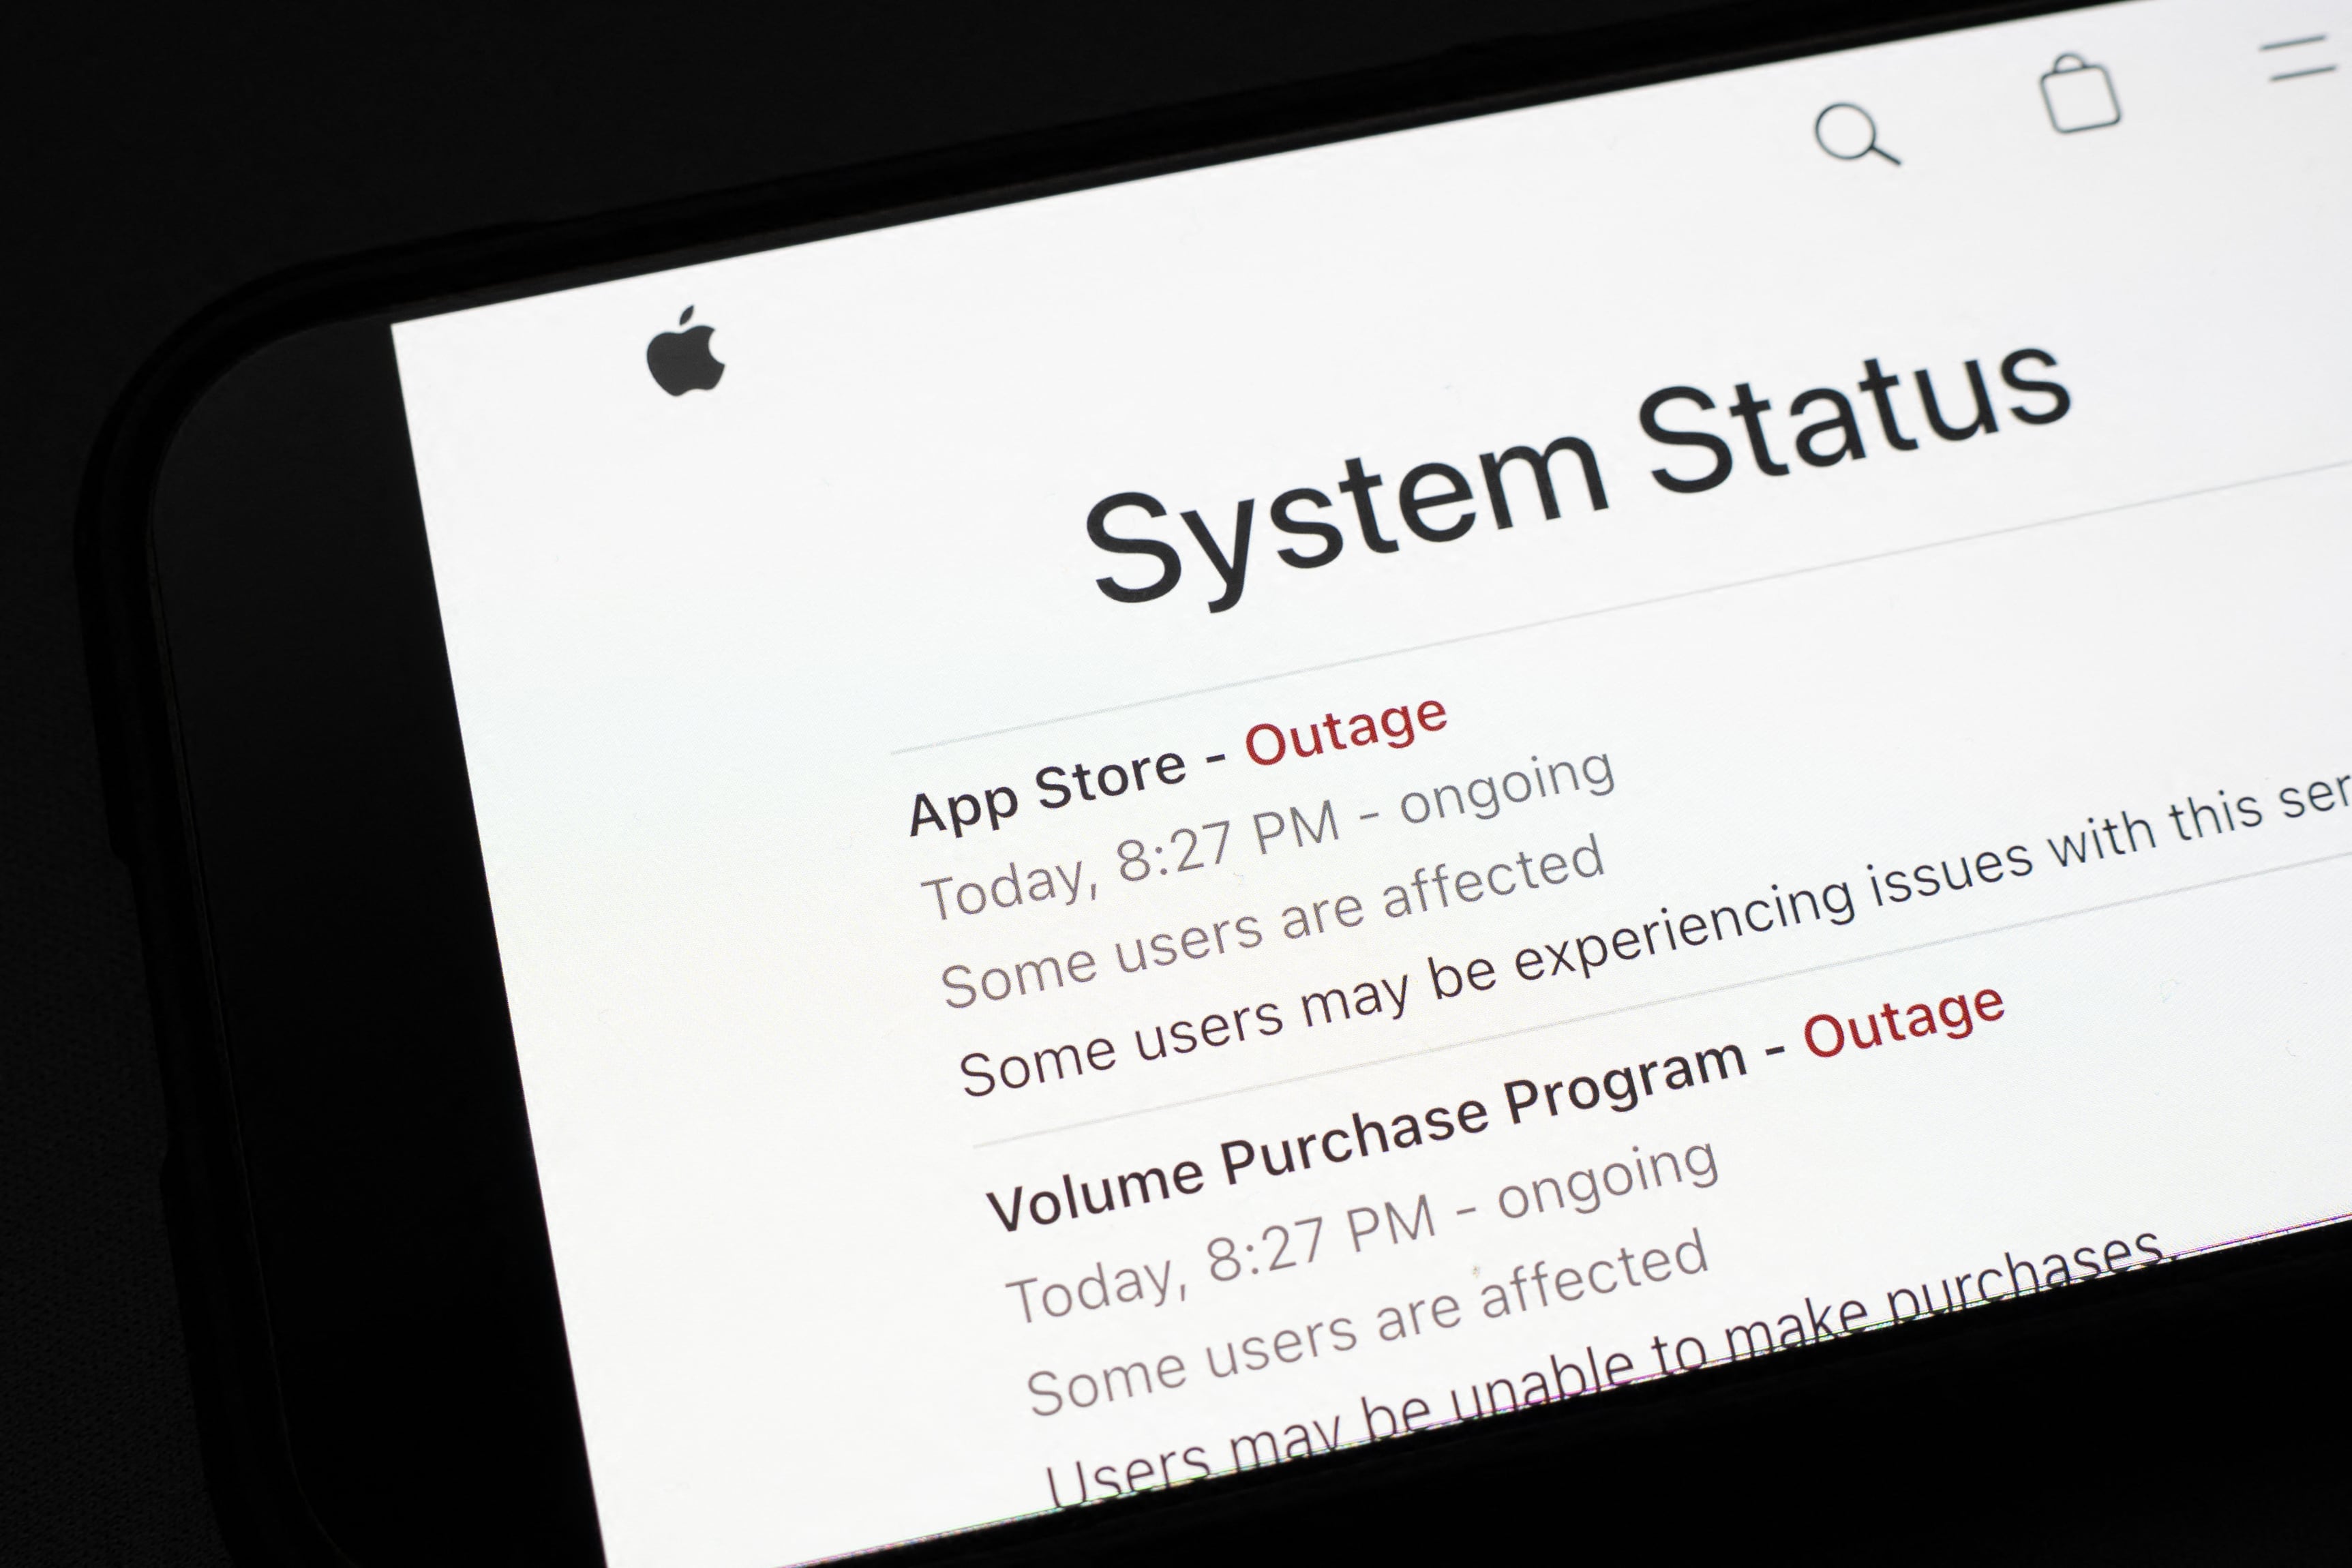 System Status
App Store - Outage
Today, 8:27 PM - ongoing
Some users are affected
Some users may be experiencing issues with this
Volume Purchase Program - Outage
Today, 8:27 PM - ongoing
Some users are affected
Users may be unable to make purchases.